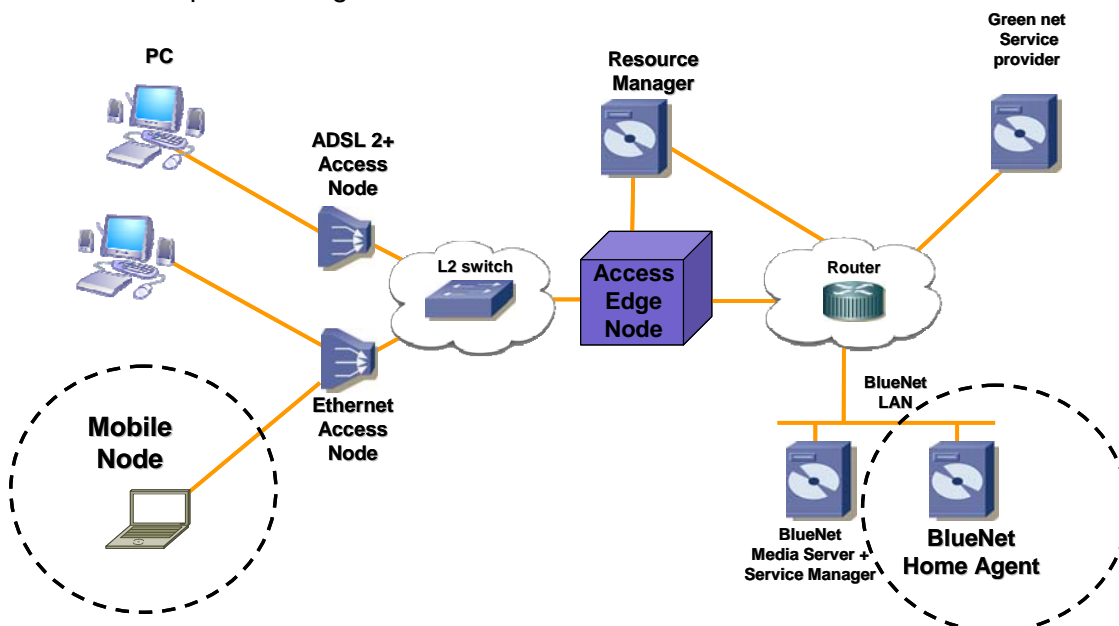 Green net
Service
provider
PC
Resource
Manager
ADSL 2+
Access
Node
L2 switch
Access
Edge
Node
Router
Ethernet
Access
Node
BlueNet
LAN
Mobile
Node
BlueNet
Media Server +
Service Manager
BlueNet
Home Agent